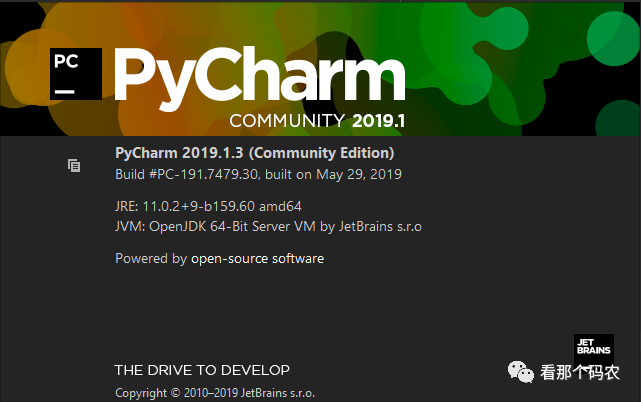 PC
PyCharm
COMMUNITY 2019.1
PyCharm 2019.1.3 (Community Edition)
Build #PC-191.7479.30, built on May 29, 2019
JRE: 11.0.2+9-b159.60 amd64
JVM: OpenJDK 64-Bit Server VM by JetBrains s.r.o
Powered by open-source software
JET
BRAINS
看那个码农
THE DRIVE TO DEVELOP
Copyright © 2010–2019 JetBrains s.r.o.